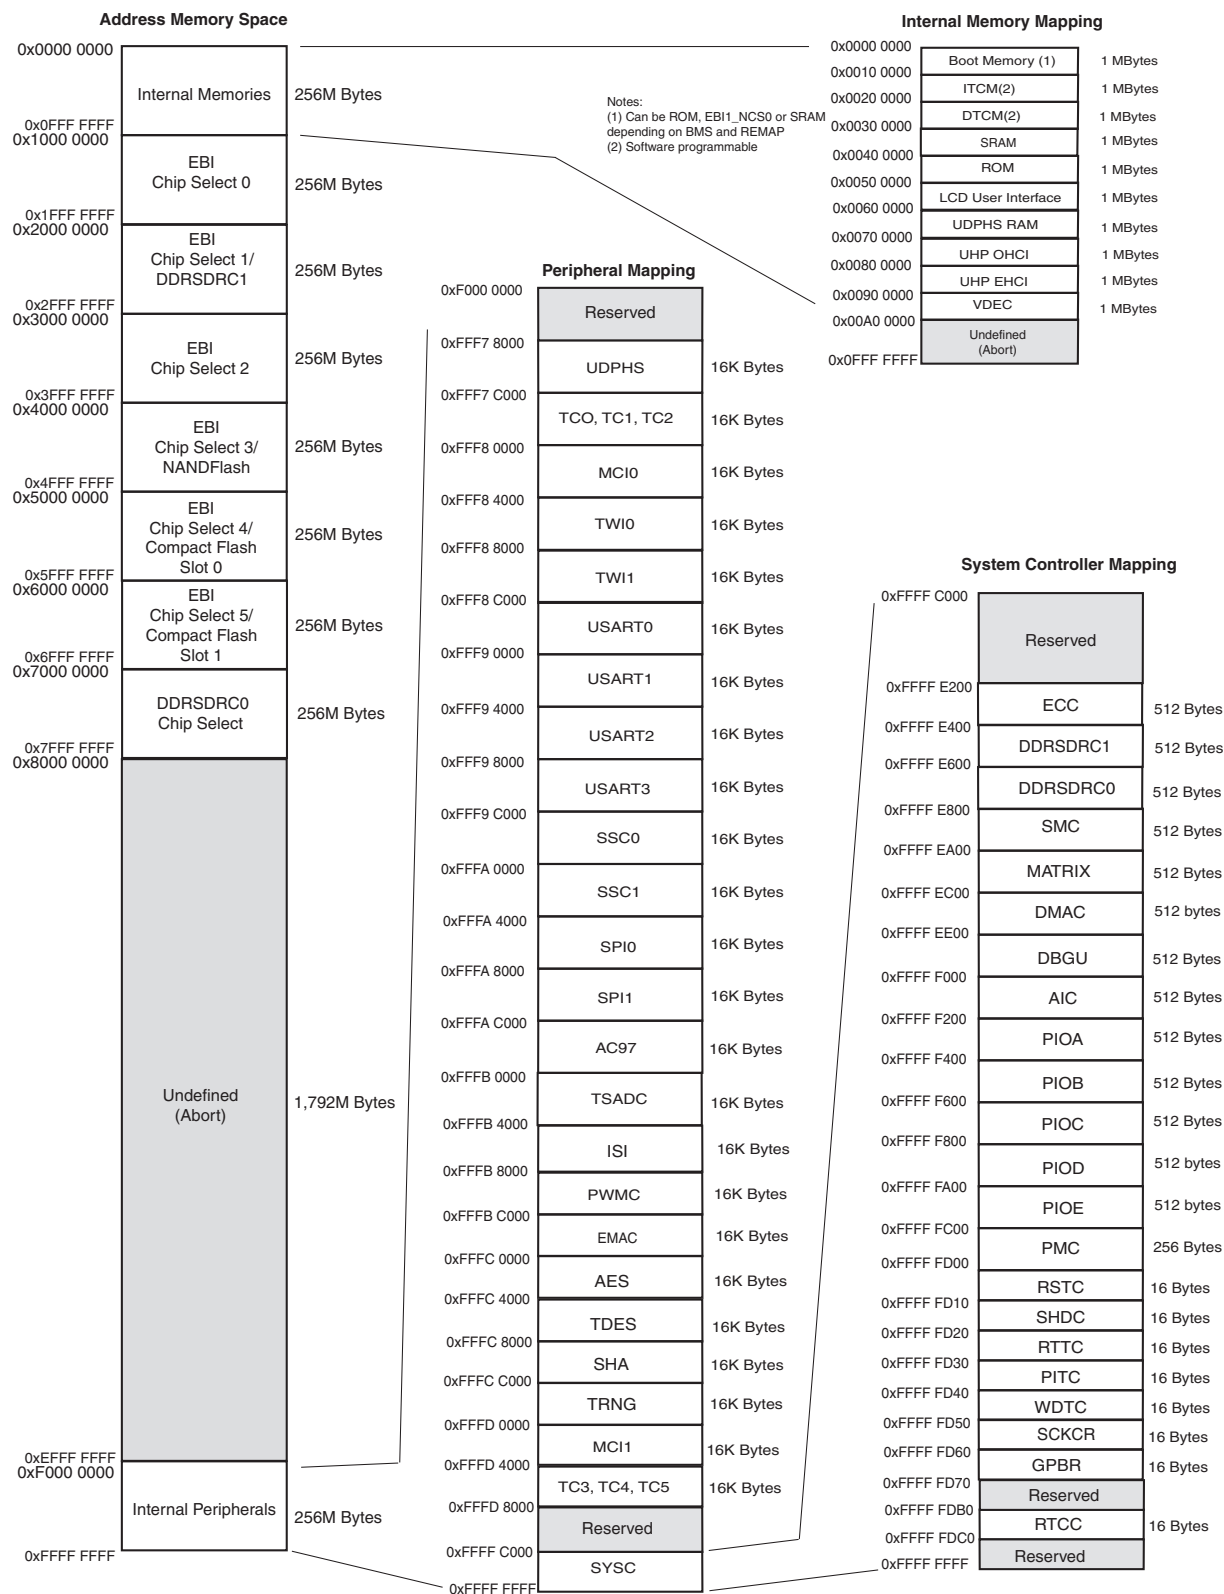 Address Memory Space
0x0000 0000
Internal Memories
256M Bytes
0x0FFF FFFF
0x1000 0000
EBI
Chip Select 0
256M Bytes
0x1FFF FFFF
0x2000 0000
EBI
Chip Select 1/
DDRSDRC1
256M Bytes
0x2FFF FFFF
0x3000 0000
EBI
Chip Select 2
256M Bytes
0x3FFF FFFF
0x4000 0000
EBI
Chip Select 3/
NANDFlash
256M Bytes
0x4FFF FFFF
0x5000 0000
EBI
Chip Select 4/
Compact Flash
Slot 0
256M Bytes
0x5FFF FFFF
0x6000 0000
EBI
Chip Select 5/
Compact Flash
Slot 1
256M Bytes
0x6FFF FFFF
0x7000 0000
DDRSDRC0
Chip Select
256M Bytes
0x7FFF FFFF
0x8000 0000
Undefined
(Abort)
1,792M Bytes
0xEFFF FFFF
0xF000 0000
Internal Peripherals
256M Bytes
0xFFFF FFFF
Internal Memory Mapping
0x0000 0000
Boot Memory (1)
1 MBytes
0x0010 0000
ITCM(2)
1 MBytes
0x0020 0000
DTCM(2)
1 MBytes
0x0030 0000
SRAM
1 MBytes
0x0040 0000
ROM
1 MBytes
0x0050 0000
LCD User Interface
1 MBytes
0x0060 0000
UDPHS RAM
1 MBytes
0x0070 0000
UHP OHCI
1 MBytes
0x0080 0000
UHP EHCI
1 MBytes
0x0090 0000
VDEC
1 MBytes
0x00A0 0000
Undefined
(Abort)
0x0FFF FFFF
Notes:
(1) Can be ROM, EBI1_NCS0 or SRAM
depending on BMS and REMAP
(2) Software programmable
Peripheral Mapping
0xF000 0000
Reserved
0xFFF7 8000
UDPHS
16K Bytes
0xFFF7 C000
TCO, TC1, TC2
16K Bytes
0xFFF8 0000
MCI0
16K Bytes
0xFFF8 4000
TWI0
16K Bytes
0xFFF8 8000
TWI1
16K Bytes
0xFFF8 C000
USART0
16K Bytes
0xFFF9 0000
USART1
16K Bytes
0xFFF9 4000
USART2
16K Bytes
0xFFF9 8000
USART3
16K Bytes
0xFFF9 C000
SSC0
16K Bytes
0xFFFA 0000
SSC1
16K Bytes
0xFFFA 4000
SPI0
16K Bytes
0xFFFA 8000
SPI1
16K Bytes
0xFFFA C000
AC97
16K Bytes
0xFFFB 0000
TSADC
16K Bytes
0xFFFB 4000
ISI
16K Bytes
0xFFFB 8000
PWMC
16K Bytes
0xFFFB C000
EMAC
16K Bytes
0xFFFC 0000
AES
16K Bytes
0xFFFC 4000
TDES
16K Bytes
0xFFFC 8000
SHA
16K Bytes
0xFFFC C000
TRNG
16K Bytes
0xFFFD 0000
MCI1
16K Bytes
0xFFFD 4000
TC3, TC4, TC5
16K Bytes
0xFFFD 8000
Reserved
0xFFFF C000
SYSC
0xFFFF FFFF
System Controller Mapping
0xFFFF C000
Reserved
0xFFFF E200
ECC
512 Bytes
0xFFFF E400
DDRSDRC1
512 Bytes
0xFFFF E600
DDRSDRC0
512 Bytes
0xFFFF E800
SMC
512 Bytes
0xFFFF EA00
MATRIX
512 Bytes
0xFFFF EC00
DMAC
512 bytes
0xFFFF EE00
DBGU
512 Bytes
0xFFFF F000
AIC
512 Bytes
0xFFFF F200
PIOA
512 Bytes
0xFFFF F400
PIOB
512 Bytes
0xFFFF F600
PIOC
512 Bytes
0xFFFF F800
PIOD
512 bytes
0xFFFF FA00
PIOE
512 bytes
0xFFFF FC00
PMC
256 Bytes
0xFFFF FD00
RSTC
16 Bytes
0xFFFF FD10
SHDC
16 Bytes
0xFFFF FD20
RTTC
16 Bytes
0xFFFF FD30
PITC
16 Bytes
0xFFFF FD40
WDTC
16 Bytes
0xFFFF FD50
SCKCR
16 Bytes
0xFFFF FD60
GPBR
16 Bytes
0xFFFF FD70
Reserved
0xFFFF FDB0
RTCC
16 Bytes
0xFFFF FDC0
Reserved
0xFFFF FFFF